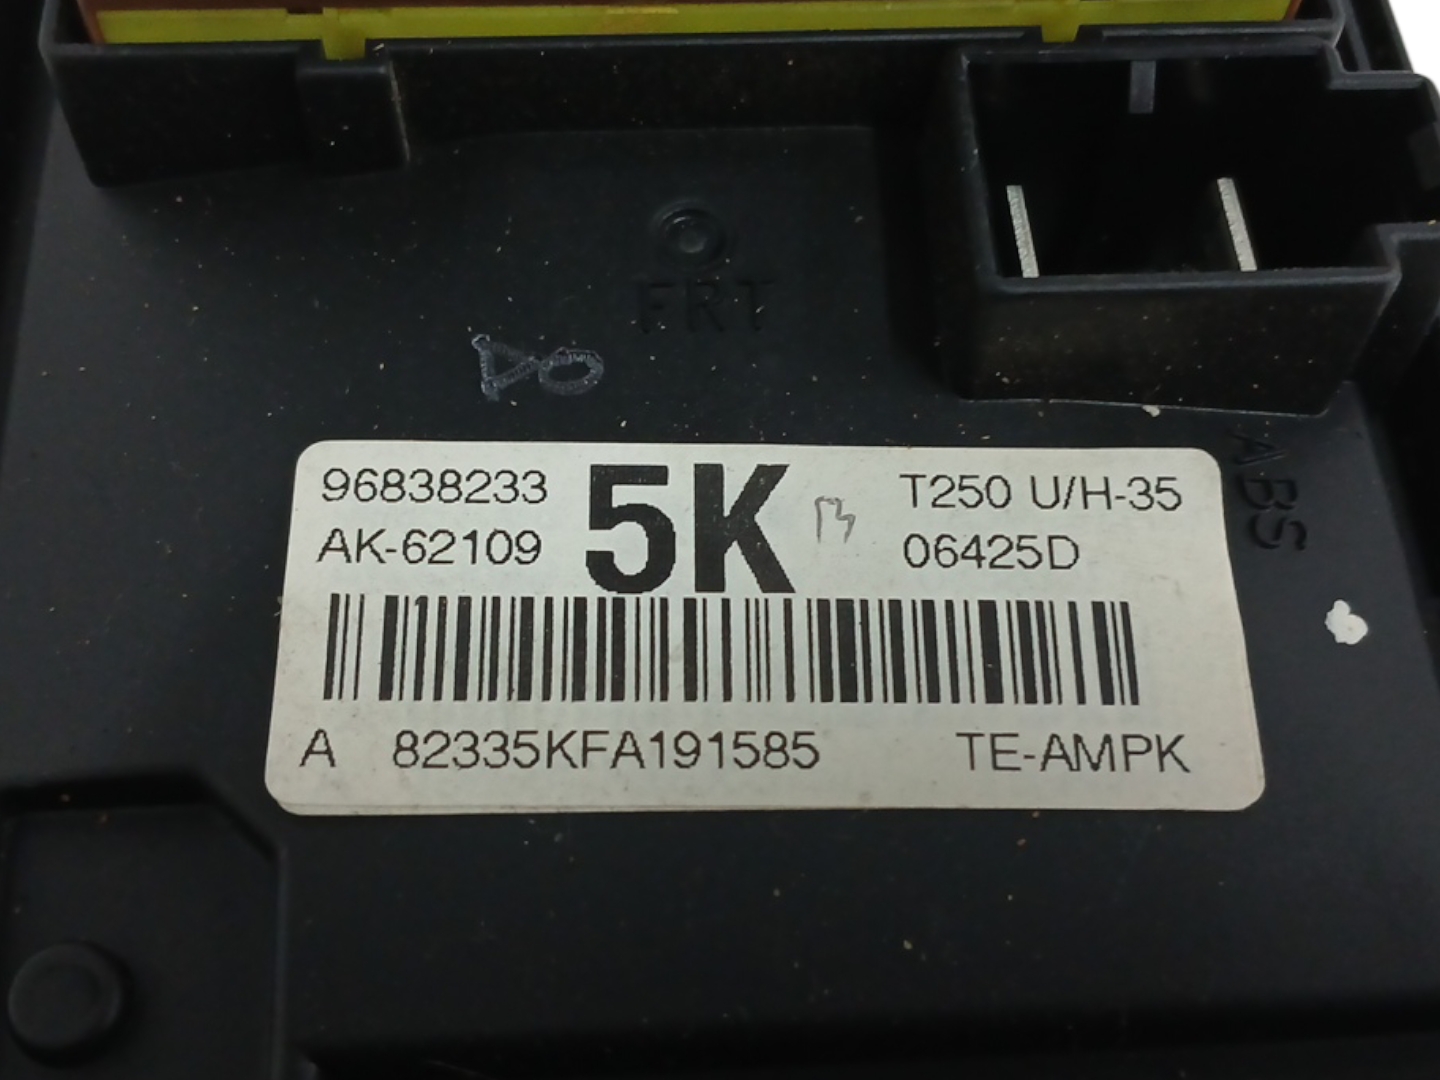 FRT
ABS
96838233 5K T250 U/H-35
AK-62109 06425D
A 82335KFA191585 TE-AMPK